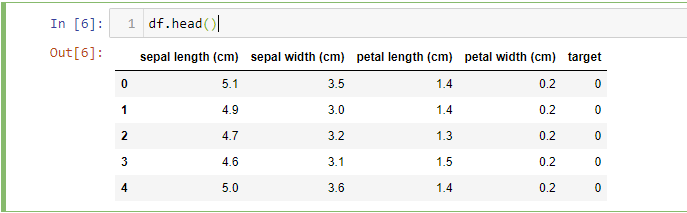 In [6]: 1 df.head()
Out[6]:
sepal length (cm) sepal width (cm) petal length (cm) petal width (cm) target
0 5.1 3.5 1.4 0.2 0
1 4.9 3.0 1.4 0.2 0
2 4.7 3.2 1.3 0.2 0
3 4.6 3.1 1.5 0.2 0
4 5.0 3.6 1.4 0.2 0